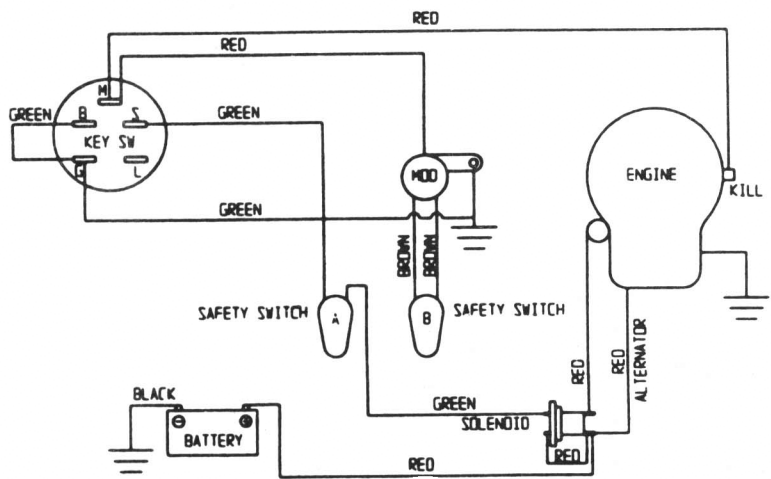 RED
RED
M
GREEN
B
S
GREEN
KEY SW
G
L
MOD
ENGINE
KILL
GREEN
BROWN
BROWN
SAFETY SWITCH
A
B
SAFETY SWITCH
RED
RED
ALTERNATOR
BLACK
GREEN
SOLENOID
BATTERY
RED
RED